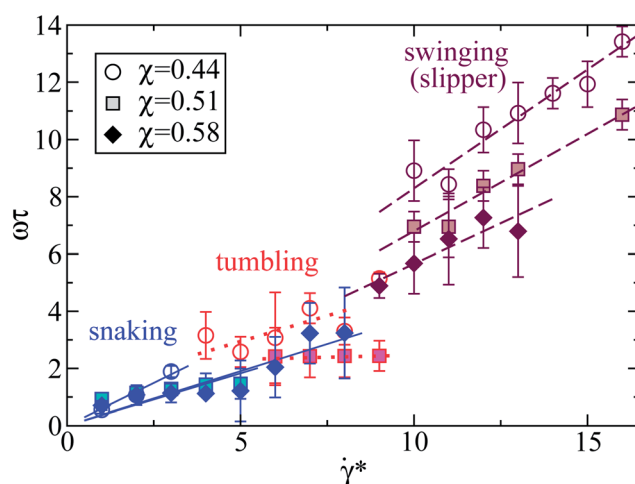 14
12
10
8
6
4
2
0
ωτ
χ=0.44
χ=0.51
χ=0.58
swinging
(slipper)
tumbling
snaking
5 10 15
γ̇*